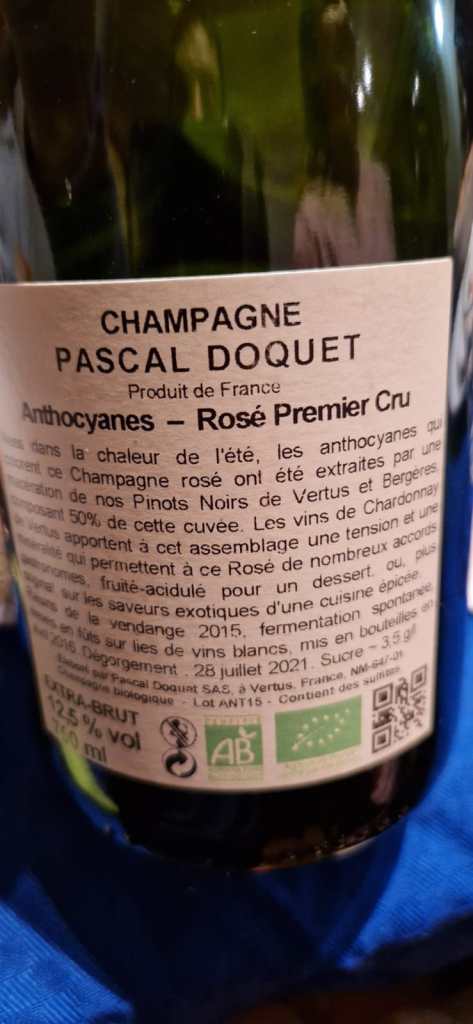 CHAMPAGNE
PASCAL DOQUET
Produit de France
Anthocyanes – Rosé Premier Cru
dans la chaleur de l'été, les anthocyanes qui
ce Champagne rosé ont été extraites par une
de nos Pinots Noirs de Vertus et Bergères,
composant 50% de cette cuvée. Les vins de Chardonnay
de Vertus apportent à cet assemblage une tension et une
qui permettent à ce Rosé de nombreux accords
fruité-acidulé pour un dessert, ou, plus
sur les saveurs exotiques d'une cuisine épicée.
de la vendange 2015, fermentation spontanée,
en fûts sur lies de vins blancs, mis en bouteilles en
2016. Dégorgement : 28 juillet 2021. Sucre ~ 3,5 g/l
par Pascal Doquet SAS, à Vertus, France, NM-647-01
Champagne biologique - Lot ANT15 - Contient des sulfites
EXTRA-BRUT
12,5 % vol
750 ml
AB